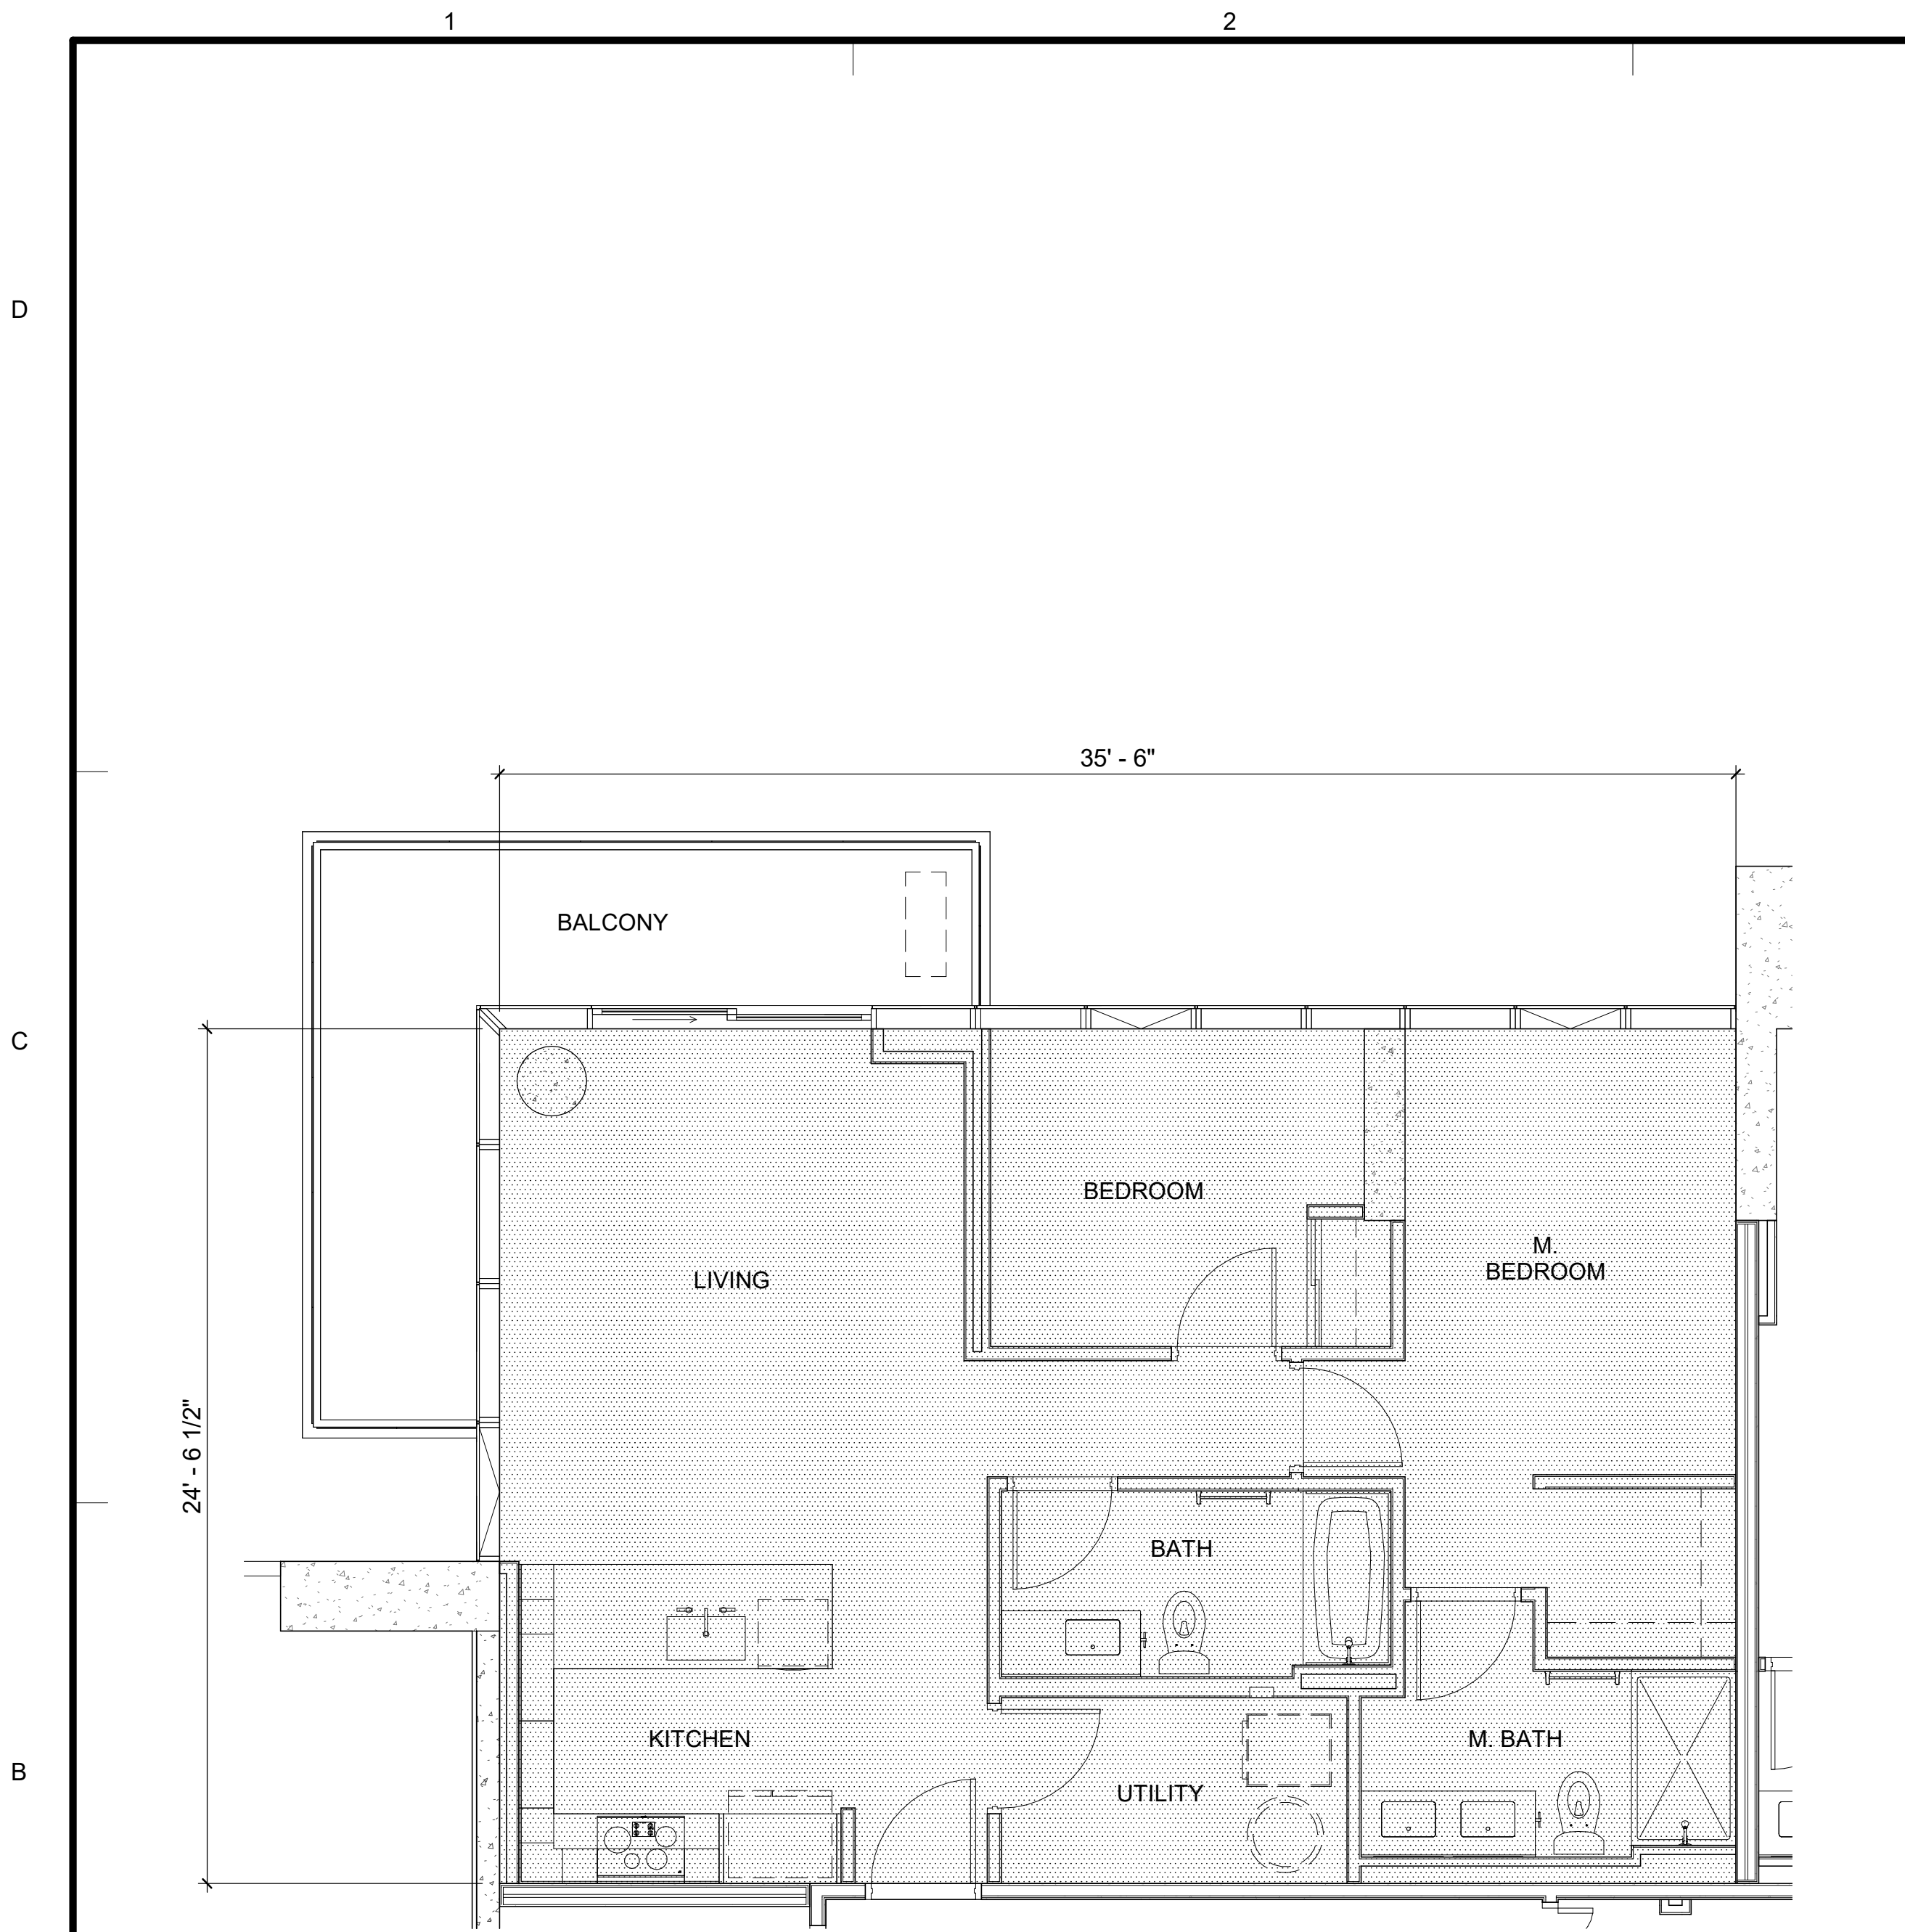 1
2
D
35' - 6"
BALCONY
C
BEDROOM
M.
BEDROOM
LIVING
24' - 6 1/2"
BATH
KITCHEN
M. BATH
B
UTILITY